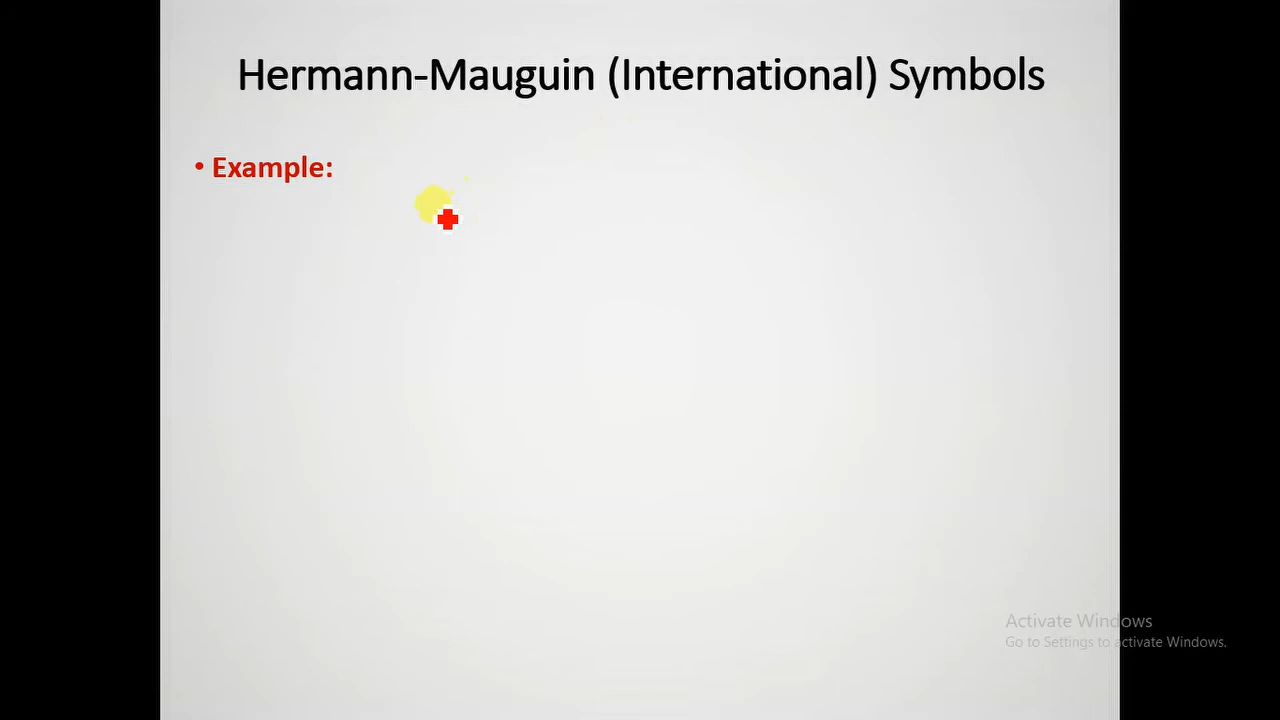 Hermann-Mauguin (International) Symbols
• Example:
Activate Windows
Go to Settings to activate Windows.